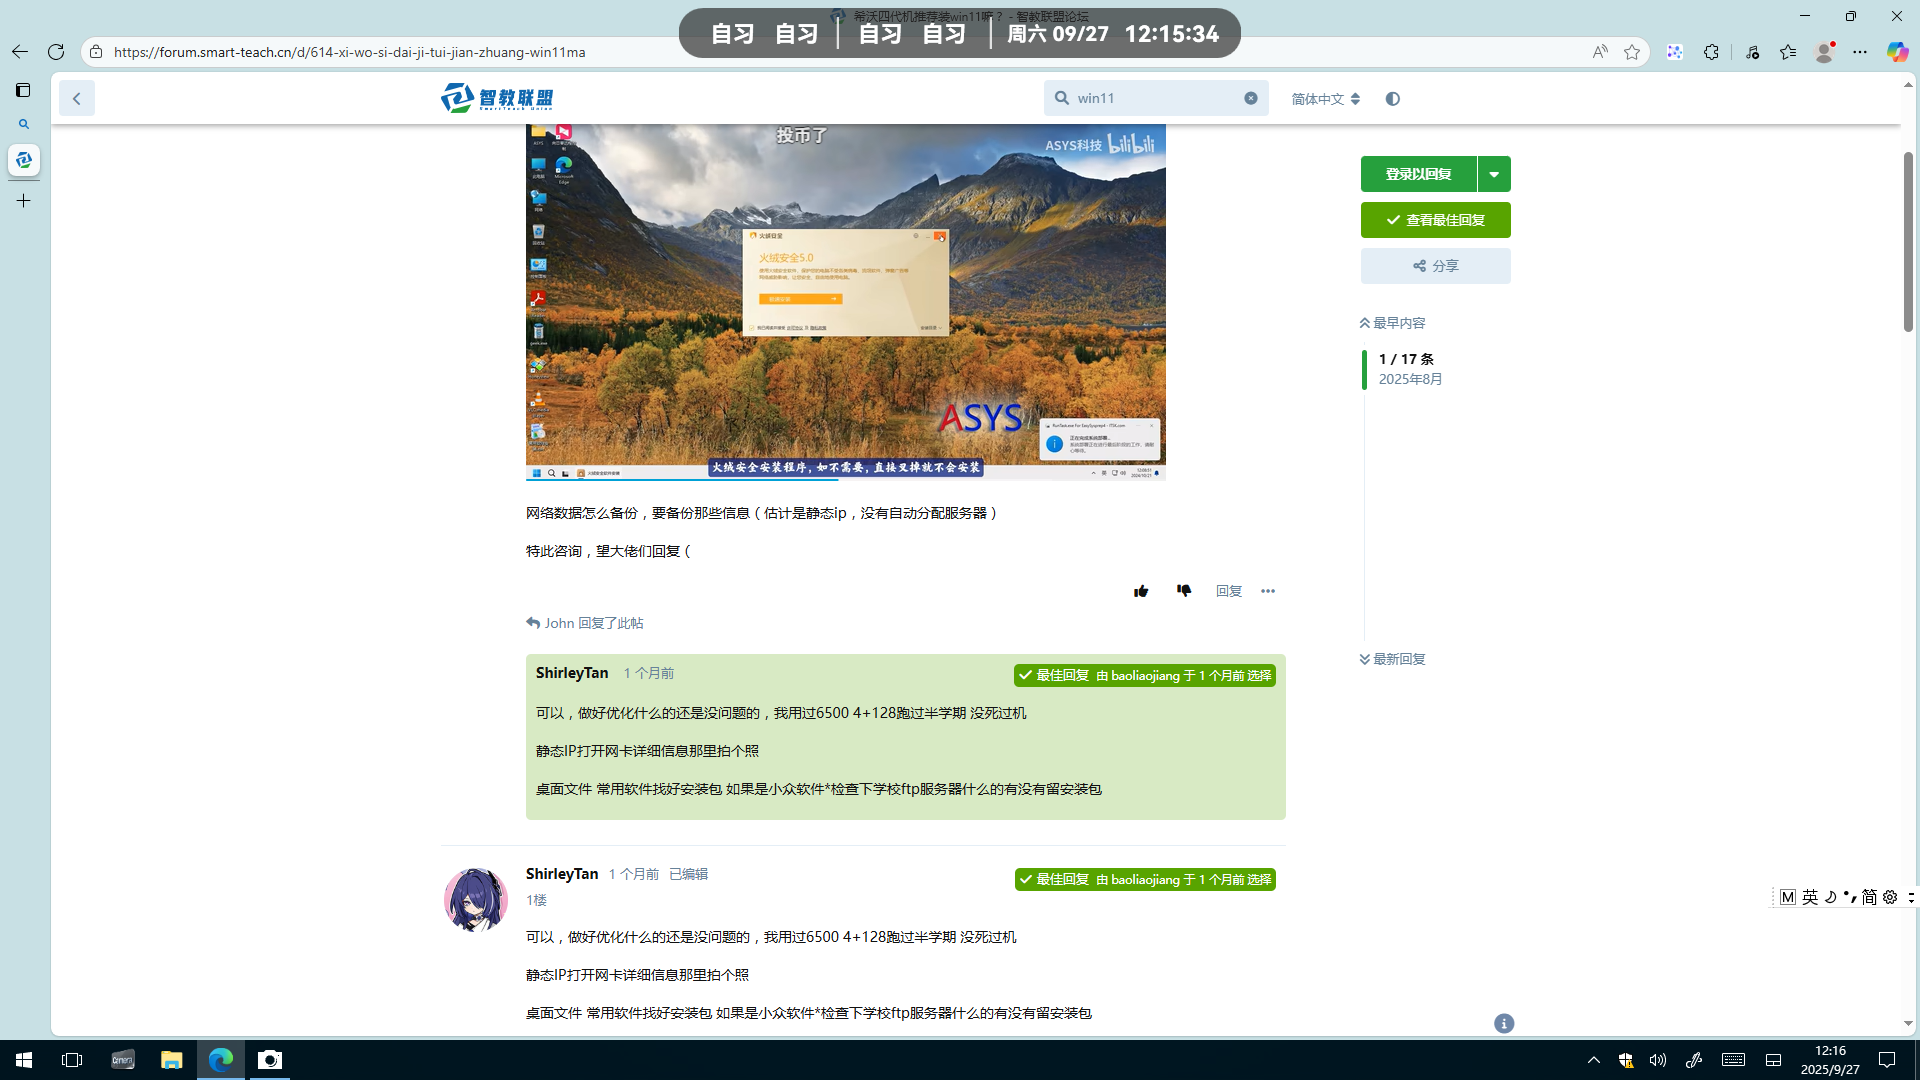 希沃四代机推荐装win11嘛？ - 智教联盟论坛
自习 自习 | 自习 自习 | 周六 09/27 12:15:34
https://forum.smart-teach.cn/d/614-xi-wo-si-dai-ji-tui-jian-zhuang-win11ma
智教联盟
SmartTeach Union
win11
简体中文
投币了
ASYS科技 bilibili
火绒安全
火绒安全5.0
ASYS
火绒安全安装程序，如不需要，直接叉掉就不会安装
登录以回复
查看最佳回复
分享
最早内容
1 / 17 条
2025年8月
最新回复
网络数据怎么备份，要备份那些信息（估计是静态ip，没有自动分配服务器）
特此咨询，望大佬们回复（
回复
John 回复了此帖
ShirleyTan 1 个月前
最佳回复 由 baoliaojiang 于 1 个月前 选择
可以，做好优化什么的还是没问题的，我用过6500 4+128跑过半学期 没死过机
静态IP打开网卡详细信息那里拍个照
桌面文件 常用软件找好安装包 如果是小众软件*检查下学校ftp服务器什么的有没有留安装包
ShirleyTan 1 个月前 已编辑
最佳回复 由 baoliaojiang 于 1 个月前 选择
1楼
可以，做好优化什么的还是没问题的，我用过6500 4+128跑过半学期 没死过机
静态IP打开网卡详细信息那里拍个照
桌面文件 常用软件找好安装包 如果是小众软件*检查下学校ftp服务器什么的有没有留安装包
M 英 简
12:16
2025/9/27